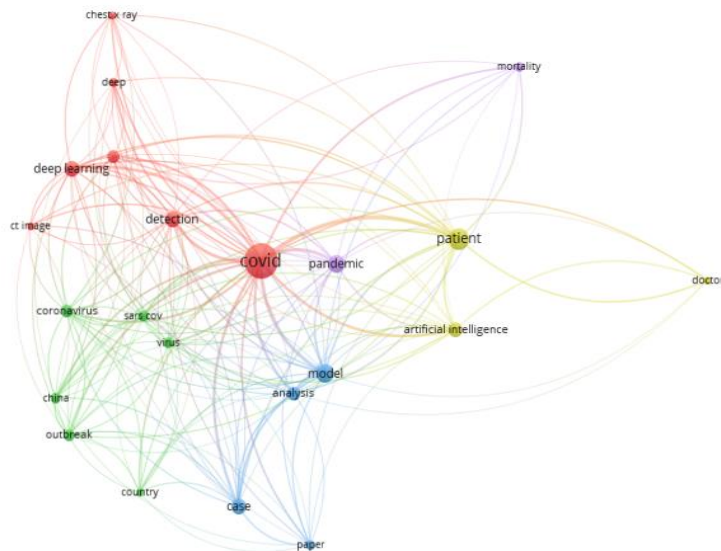 chest x ray
mortality
deep
deep learning
ct image
detection
patient
covid
pandemic
doctor
coronavirus
sars cov
artificial intelligence
virus
model
analysis
china
outbreak
country
case
paper